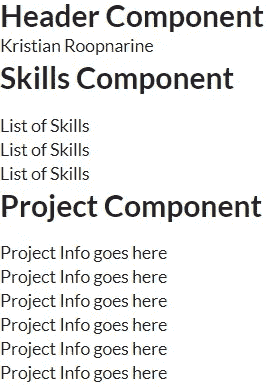 Header Component
Kristian Roopnarine
Skills Component
List of Skills
List of Skills
List of Skills
Project Component
Project Info goes here
Project Info goes here
Project Info goes here
Project Info goes here
Project Info goes here
Project Info goes here